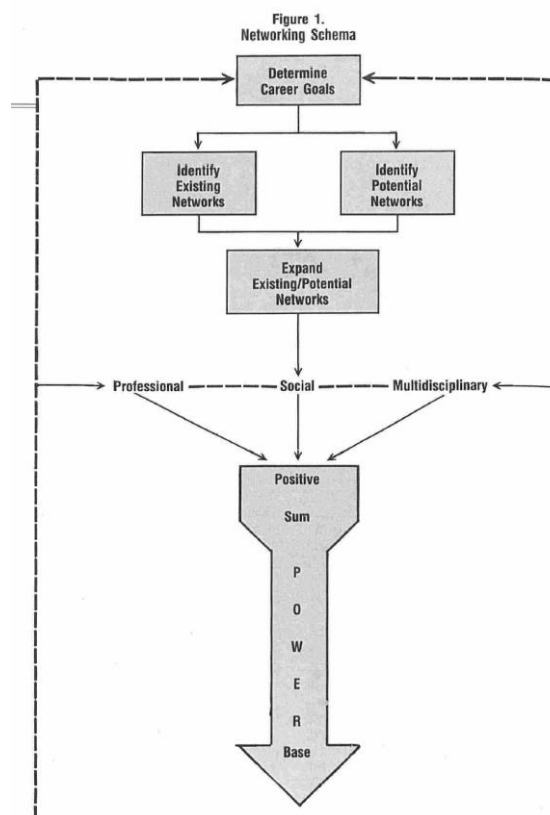 Figure 1.
Networking Schema
Determine
Career Goals
Identify
Existing
Networks
Identify
Potential
Networks
Expand
Existing/Potential
Networks
Professional
Social
Multidisciplinary
Positive
Sum
P
O
W
E
R
Base